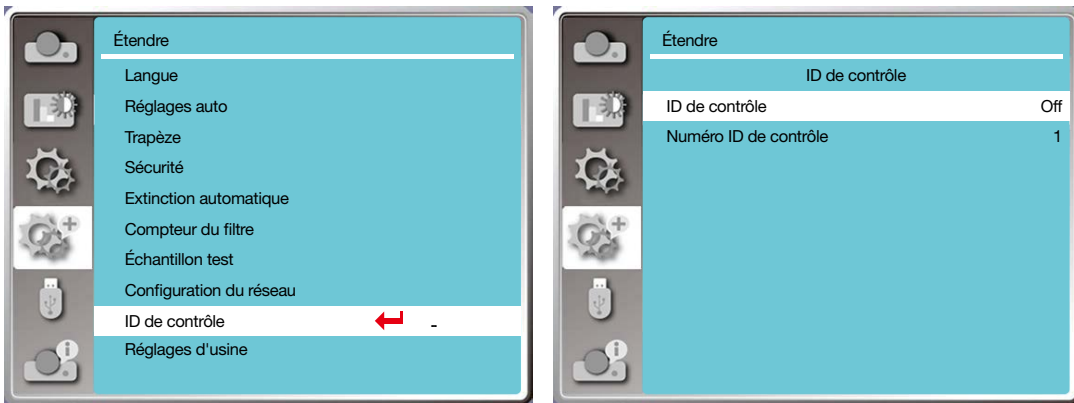 Étendre
Langue
Réglages auto
Trapèze
Sécurité
Extinction automatique
Compteur du filtre
Échantillon test
Configuration du réseau
ID de contrôle -
Réglages d'usine
Étendre
ID de contrôle
ID de contrôle Off
Numéro ID de contrôle 1